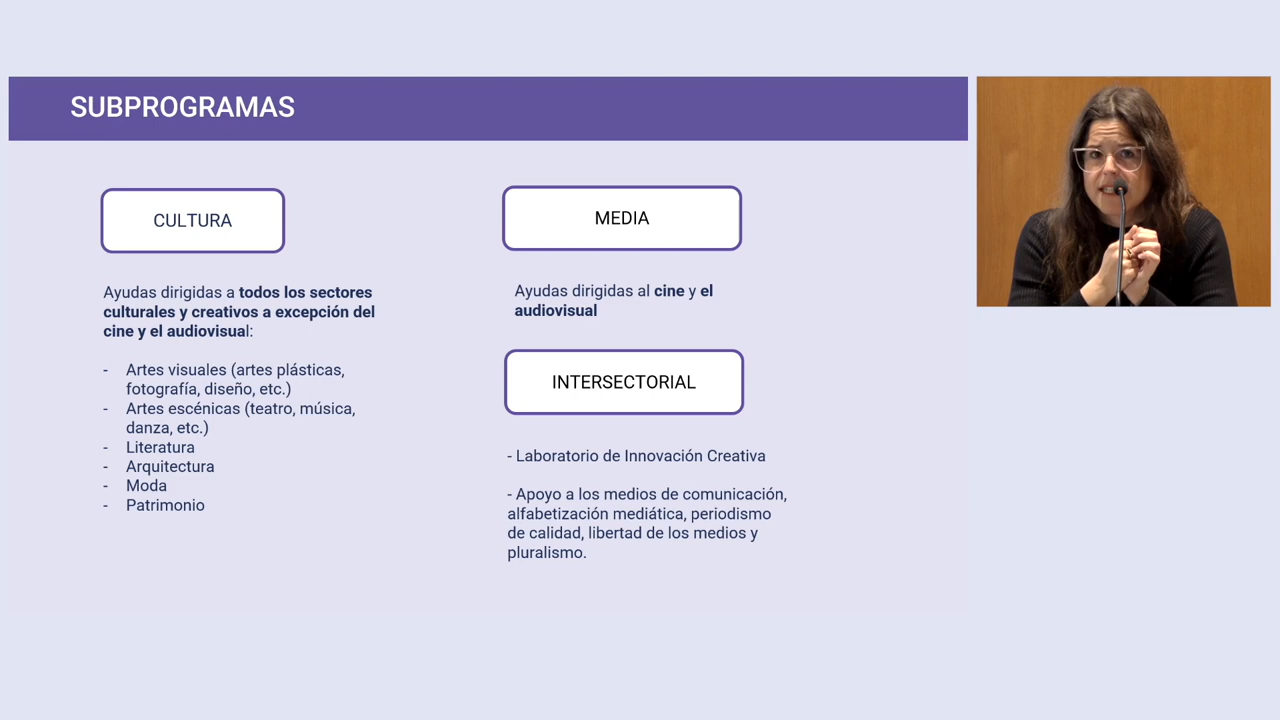 SUBPROGRAMAS
CULTURA
Ayudas dirigidas a todos los sectores
culturales y creativos a excepción del
cine y el audiovisual:
- Artes visuales (artes plásticas,
fotografía, diseño, etc.)
- Artes escénicas (teatro, música,
danza, etc.)
- Literatura
- Arquitectura
- Moda
- Patrimonio
MEDIA
Ayudas dirigidas al cine y el
audiovisual
INTERSECTORIAL
- Laboratorio de Innovación Creativa
- Apoyo a los medios de comunicación,
alfabetización mediática, periodismo
de calidad, libertad de los medios y
pluralismo.